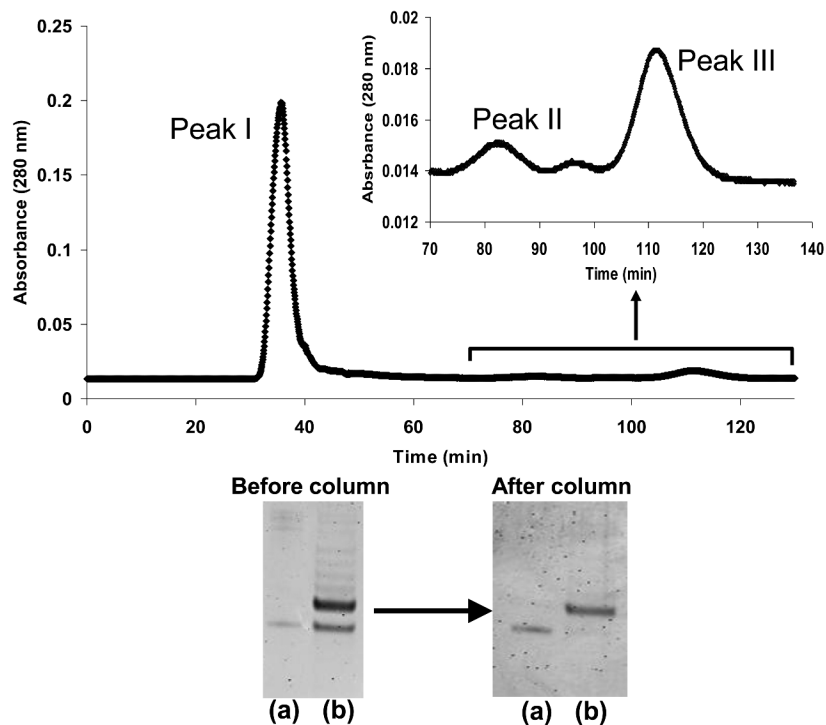 Absorbance (280 nm)
0.25
0.2
0.15
0.1
0.05
0
Peak I
0
20
40
60
80
100
120
Time (min)
Absrbance (280 nm)
0.02
0.018
0.016
0.014
0.012
Peak II
Peak III
70
80
90
100
110
120
130
140
Time (min)
Before column
After column
(a)
(b)
(a)
(b)